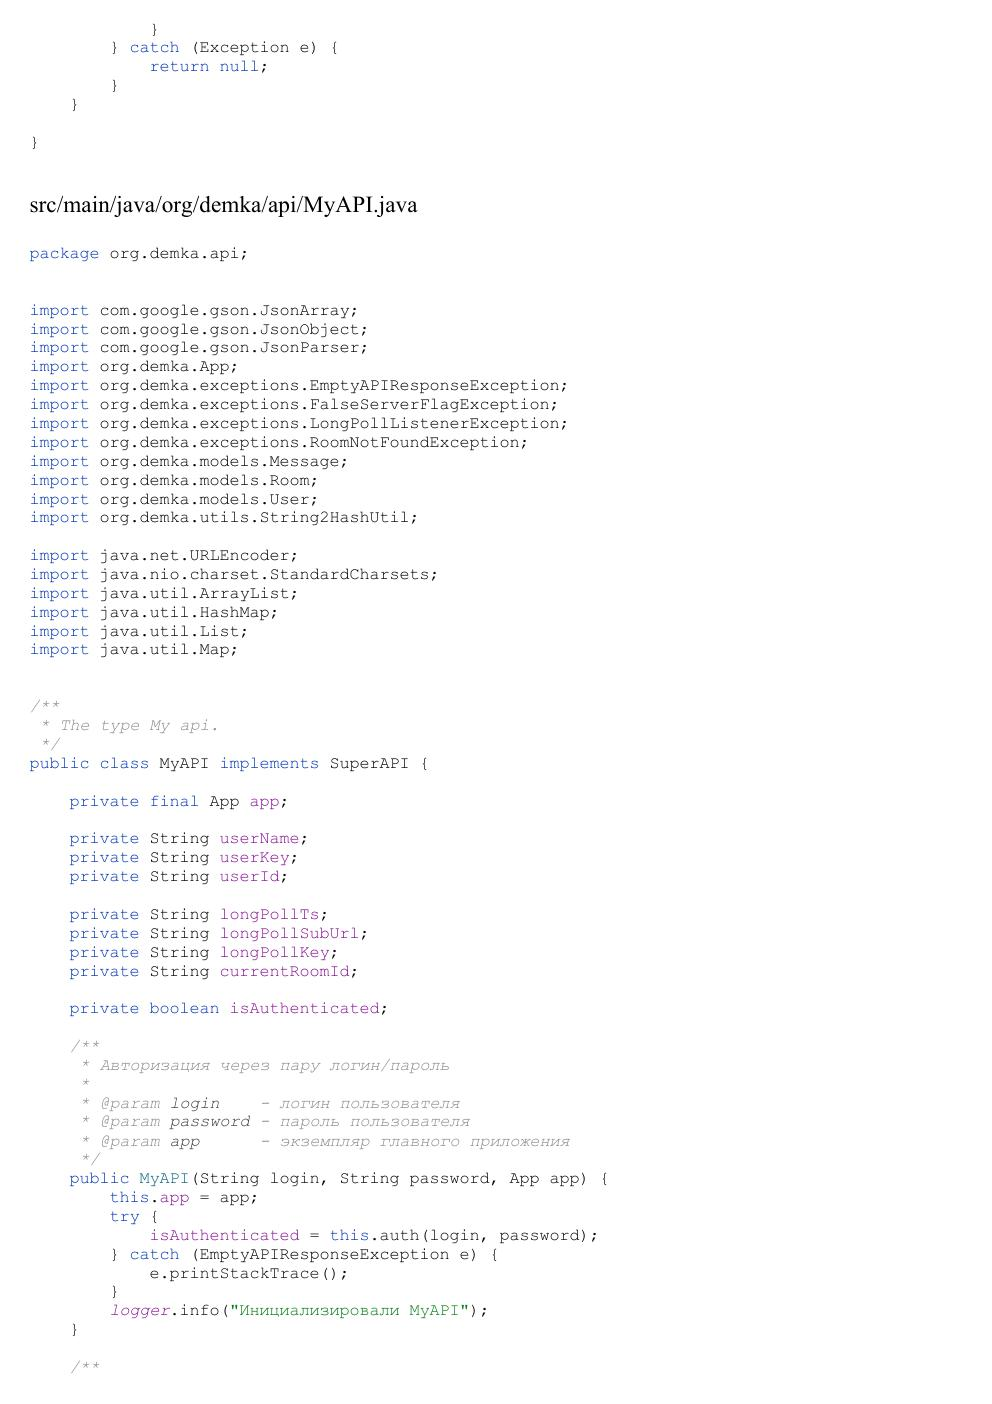 }
        } catch (Exception e) {
            return null;
        }
    }

}

src/main/java/org/demka/api/MyAPI.java

package org.demka.api;


import com.google.gson.JsonArray;
import com.google.gson.JsonObject;
import com.google.gson.JsonParser;
import org.demka.App;
import org.demka.exceptions.EmptyAPIResponseException;
import org.demka.exceptions.FalseServerFlagException;
import org.demka.exceptions.LongPollListenerException;
import org.demka.exceptions.RoomNotFoundException;
import org.demka.models.Message;
import org.demka.models.Room;
import org.demka.models.User;
import org.demka.utils.String2HashUtil;

import java.net.URLEncoder;
import java.nio.charset.StandardCharsets;
import java.util.ArrayList;
import java.util.HashMap;
import java.util.List;
import java.util.Map;


/**
 * The type My api.
 */
public class MyAPI implements SuperAPI {

    private final App app;

    private String userName;
    private String userKey;
    private String userId;

    private String longPollTs;
    private String longPollSubUrl;
    private String longPollKey;
    private String currentRoomId;

    private boolean isAuthenticated;

    /**
     * Авторизация через пару логин/пароль
     *
     * @param login    - логин пользователя
     * @param password - пароль пользователя
     * @param app      - экземпляр главного приложения
     */
    public MyAPI(String login, String password, App app) {
        this.app = app;
        try {
            isAuthenticated = this.auth(login, password);
        } catch (EmptyAPIResponseException e) {
            e.printStackTrace();
        }
        logger.info("Инициализировали MyAPI");
    }

    /**